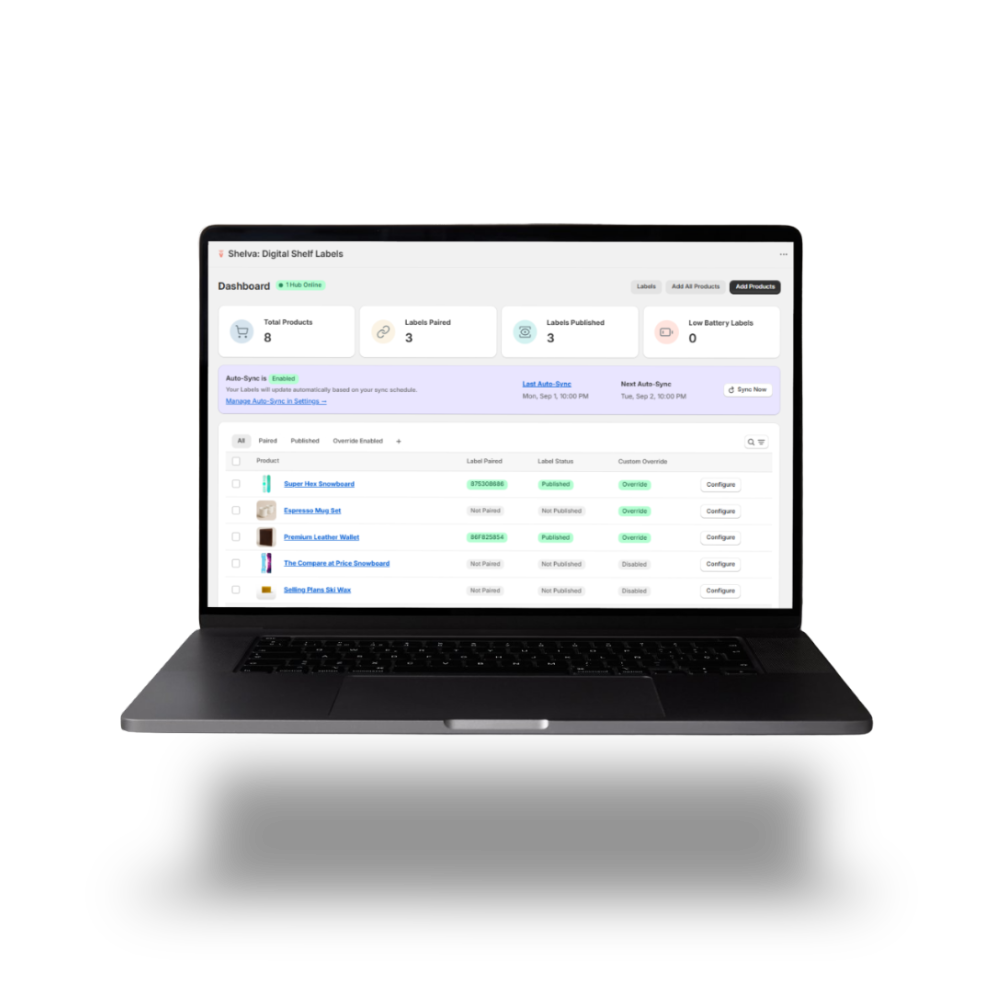 Shelva: Digital Shelf Labels
Dashboard 1 Hub Online
Labels Add All Products Add Products
Total Products
8
Labels Paired
3
Labels Published
3
Low Battery Labels
0
Auto-Sync is Enabled
Your Labels will update automatically based on your sync schedule.
Manage Auto-Sync in Settings →
Last Auto-Sync
Mon, Sep 1, 10:00 PM
Next Auto-Sync
Tue, Sep 2, 10:00 PM
Sync Now
All Paired Published Override Enabled +
Product Label Paired Label Status Custom Override
Super Hex Snowboard 875308686 Published Override Configure
Espresso Mug Set Not Paired Not Published Override Configure
Premium Leather Wallet 86F825854 Published Override Configure
The Compare at Price Snowboard Not Paired Not Published Disabled Configure
Selling Plans Ski Wax Not Paired Not Published Disabled Configure